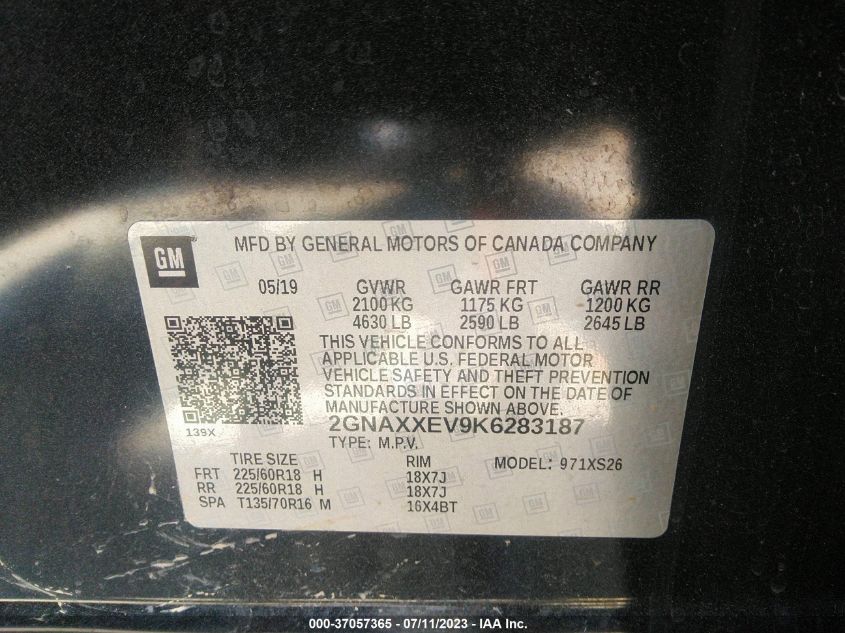 GM
MFD BY GENERAL MOTORS OF CANADA COMPANY
05/19 GVWR GAWR FRT GAWR RR
2100 KG 1175 KG 1200 KG
4630 LB 2590 LB 2645 LB
THIS VEHICLE CONFORMS TO ALL
APPLICABLE U.S. FEDERAL MOTOR
VEHICLE SAFETY AND THEFT PREVENTION
STANDARDS IN EFFECT ON THE DATE OF
MANUFACTURE SHOWN ABOVE.
139X
2GNAXXEV9K6283187
TYPE: M.P.V.
TIRE SIZE RIM MODEL: 971XS26
FRT 225/60R18 H 18X7J
RR 225/60R18 H 18X7J
SPA T135/70R16 M 16X4BT
000-37057365 - 07/11/2023 - IAA Inc.